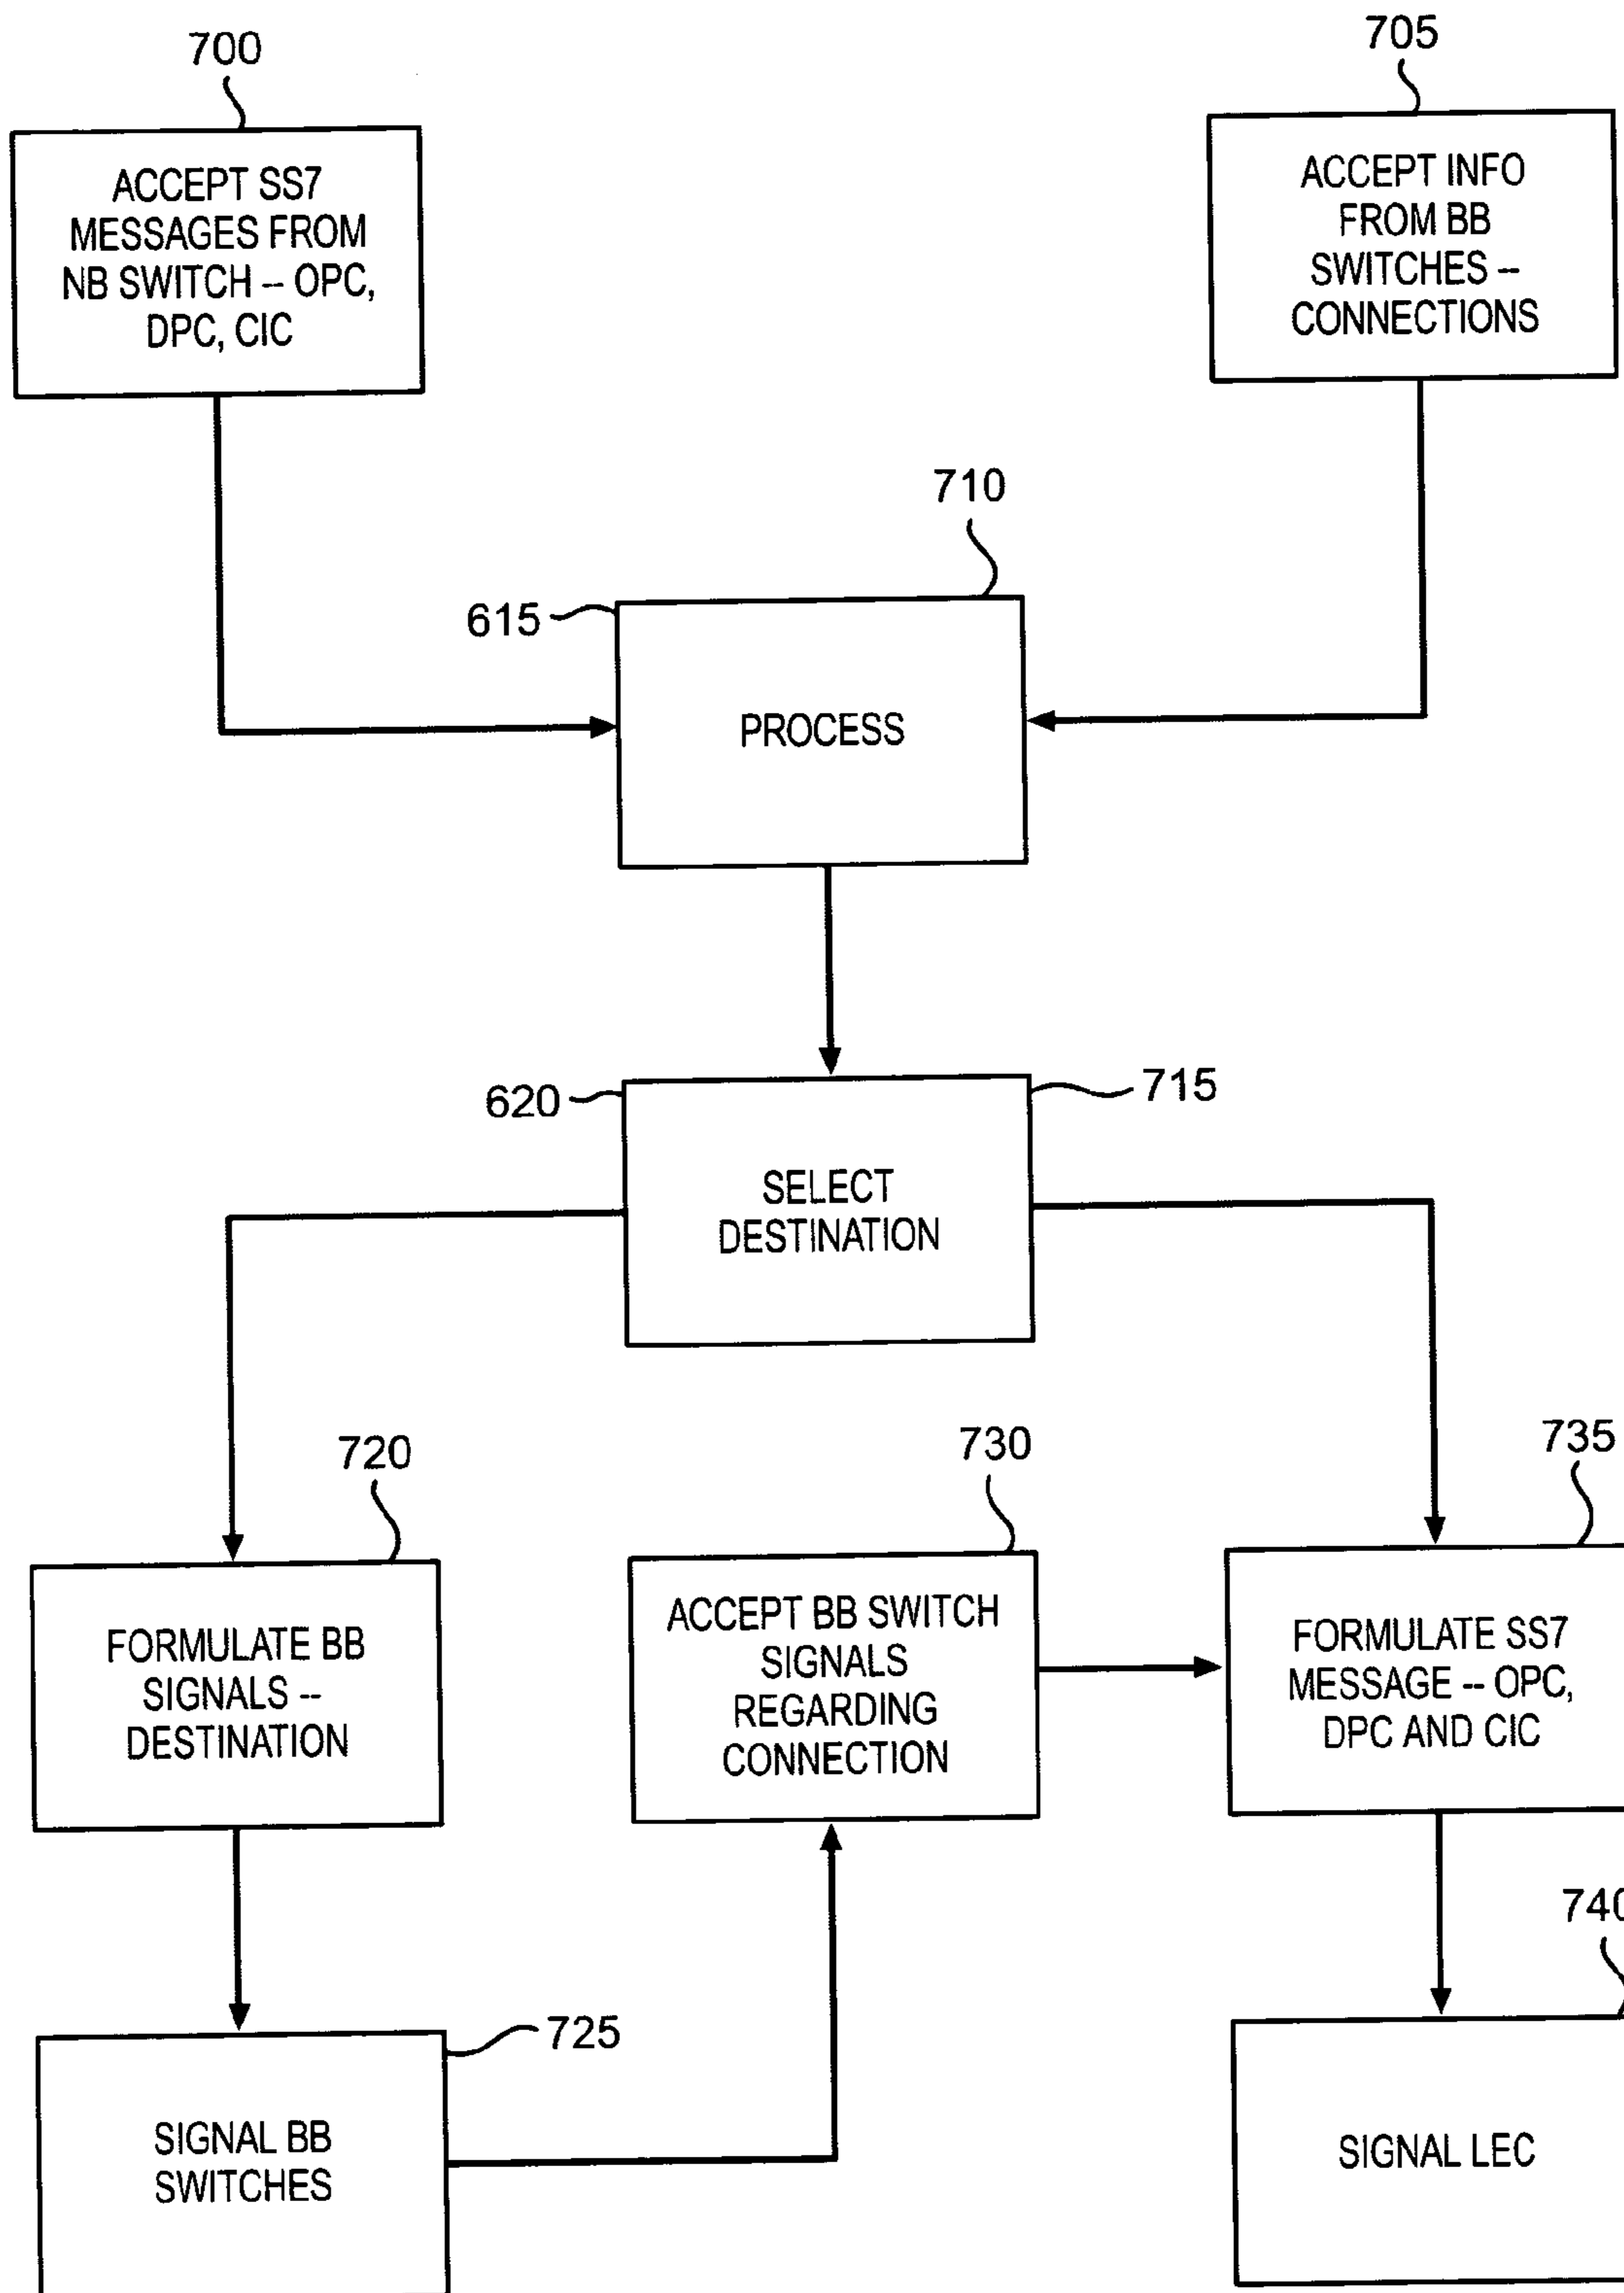 700
705
ACCEPT SS7
MESSAGES FROM
NB SWITCH -- OPC,
DPC, CIC
ACCEPT INFO
FROM BB
SWITCHES --
CONNECTIONS
710
615
PROCESS
620
715
SELECT
DESTINATION
720
730
735
FORMULATE BB
SIGNALS --
DESTINATION
ACCEPT BB SWITCH
SIGNALS
REGARDING
CONNECTION
FORMULATE SS7
MESSAGE -- OPC,
DPC AND CIC
740
725
SIGNAL BB
SWITCHES
SIGNAL LEC